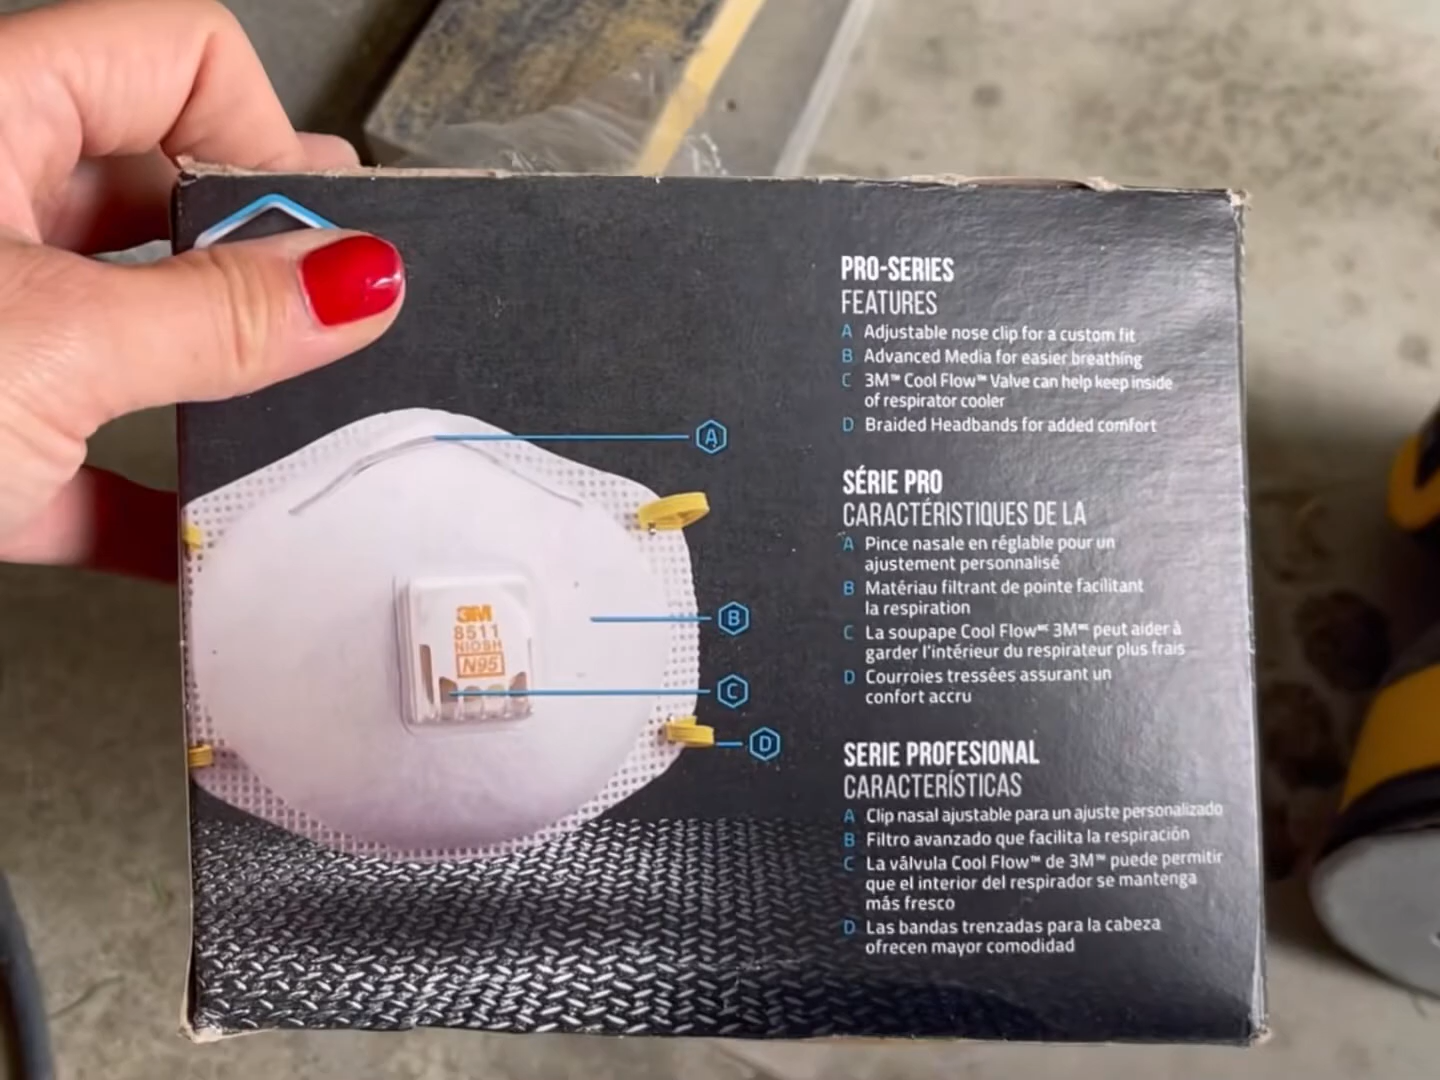 PRO-SERIES
FEATURES
A Adjustable nose clip for a custom fit
B Advanced Media for easier breathing
C 3M™ Cool Flow™ Valve can help keep inside
of respirator cooler
D Braided Headbands for added comfort
SÉRIE PRO
CARACTÉRISTIQUES DE LA
A Pince nasale en réglable pour un
ajustement personnalisé
B Matériau filtrant de pointe facilitant
la respiration
C La soupape Cool Flow🅪 3M🅪 peut aider à
garder l'intérieur du respirateur plus frais
D Courroies tressées assurant un
confort accru
SERIE PROFESIONAL
CARACTERÍSTICAS
A Clip nasal ajustable para un ajuste personalizado
B Filtro avanzado que facilita la respiración
C La válvula Cool Flow™ de 3M™ puede permitir
que el interior del respirador se mantenga
más fresco
D Las bandas trenzadas para la cabeza
ofrecen mayor comodidad
A
B
C
D
3M
8511
NIOSH
N95